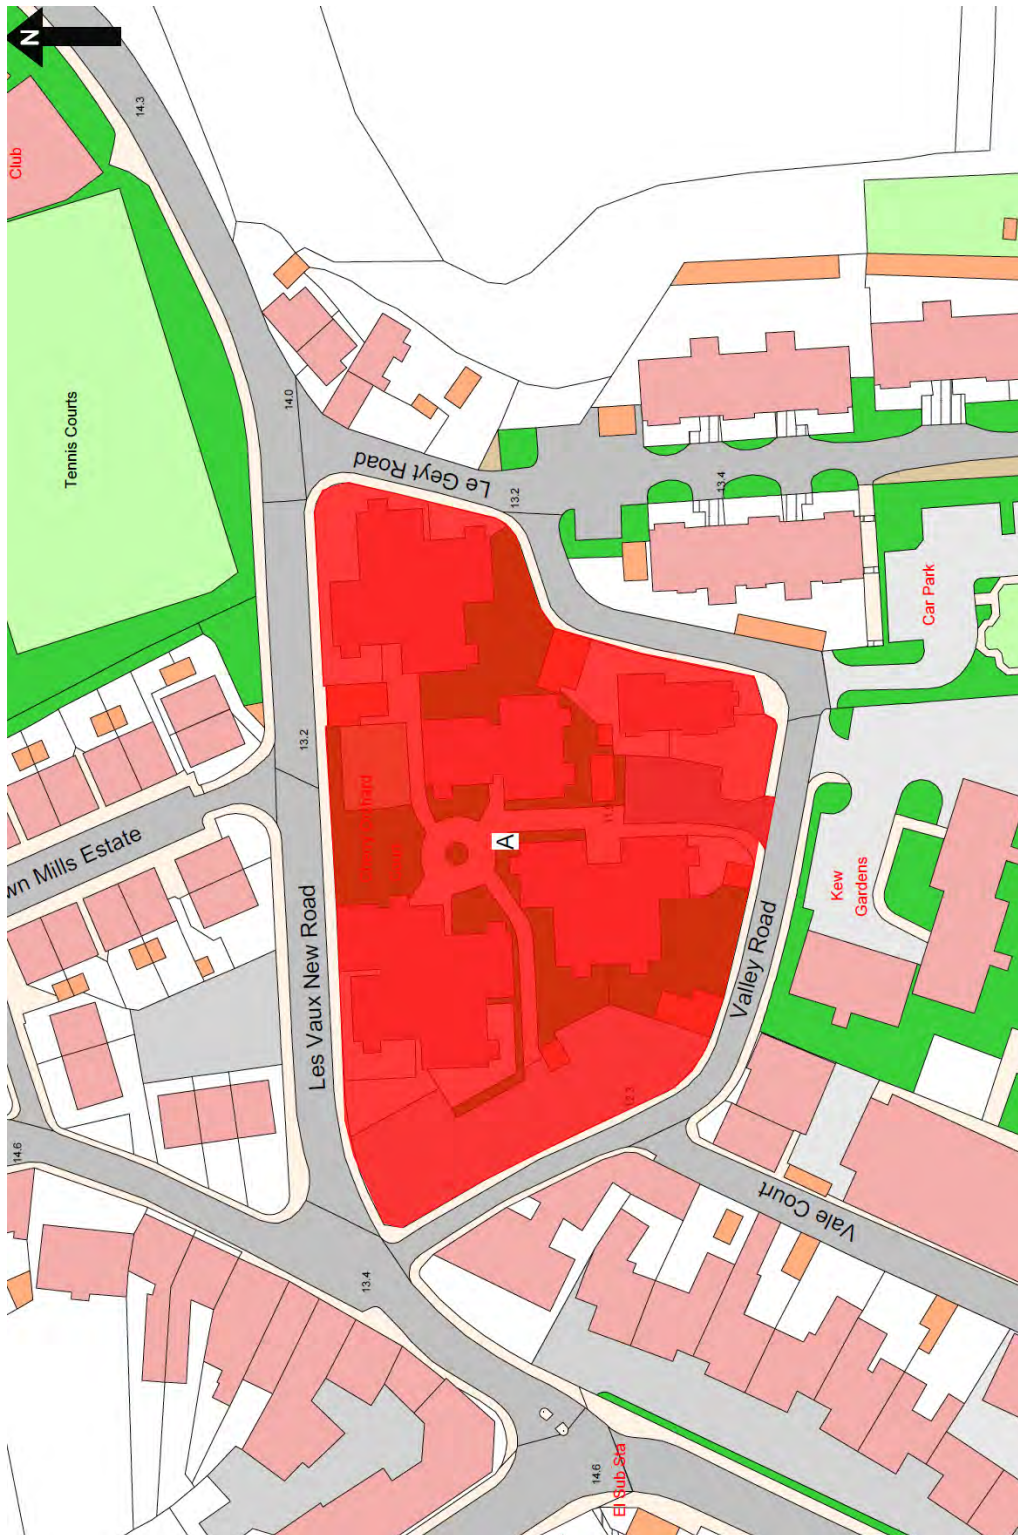 N
14.3
Club
Tennis Courts
14.0
Le Geyt Road
13.2
13.4
Car Park
13.2
wn Mills Estate
Les Vaux New Road
A
Kew
Gardens
Valley Road
12.3
14.6
Vale Court
13.4
14.6
El Sub Sta